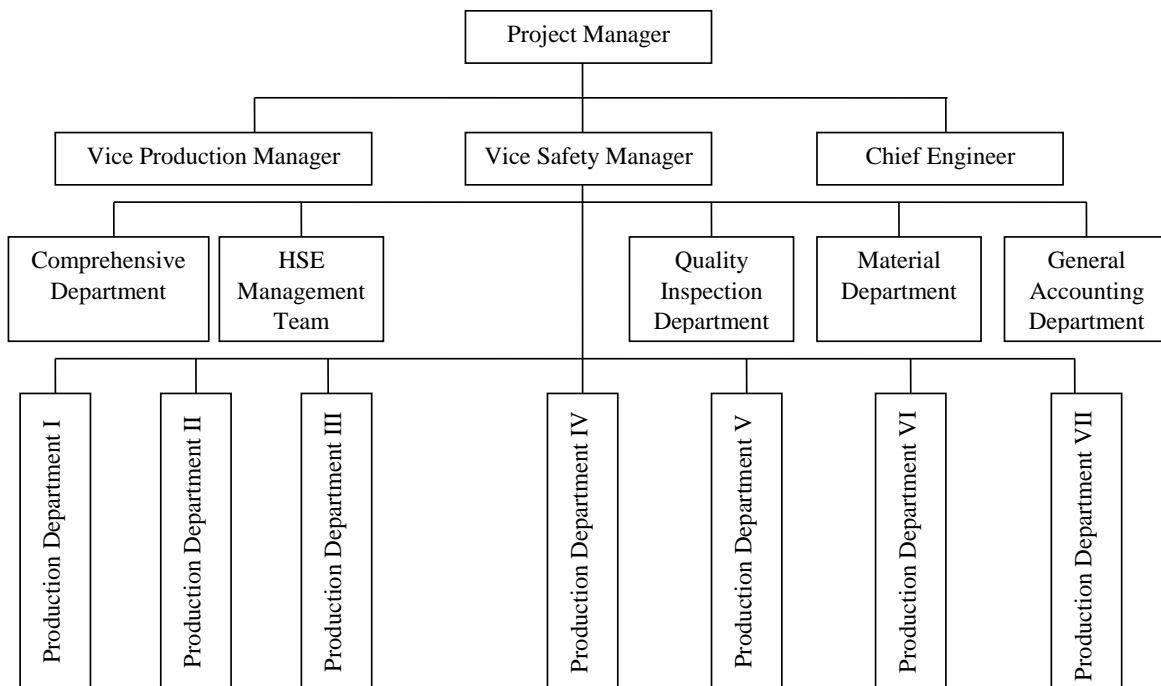 Project Manager
Vice Production Manager
Vice Safety Manager
Chief Engineer
Comprehensive
Department
HSE
Management
Team
Quality
Inspection
Department
Material
Department
General
Accounting
Department
Production Department I
Production Department II
Production Department III
Production Department IV
Production Department V
Production Department VI
Production Department VII